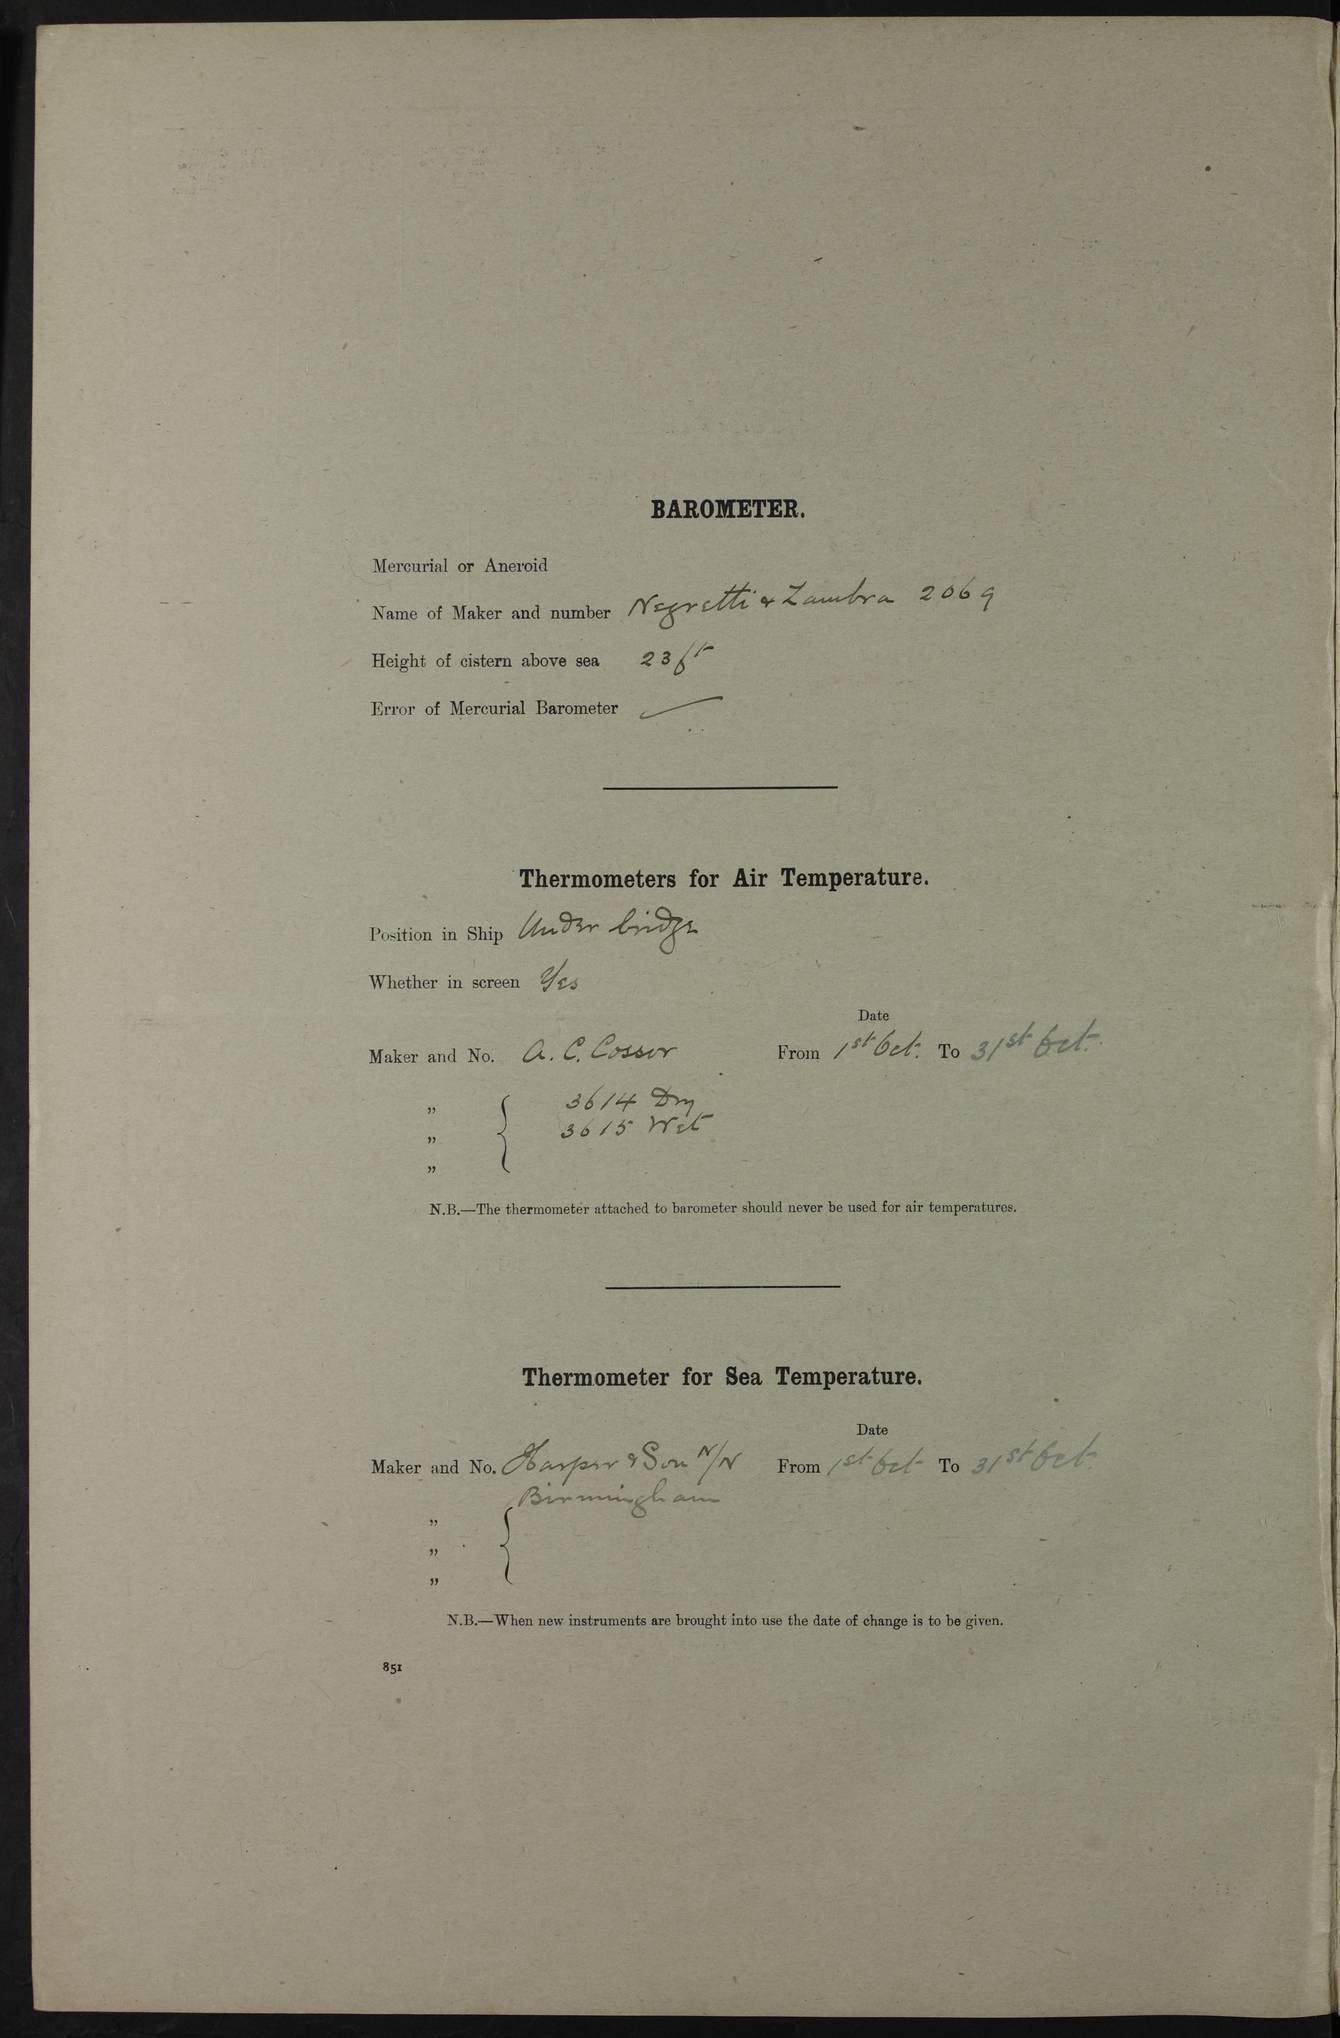 BAROMETER.
Mercurial or Aneroid
Name of Maker and number Negretti & Zambra 2069
Height of cistern above sea 23 ft
Error of Mercurial Barometer
Thermometers for Air Temperature.
Position in Ship Under bridge
Whether in screen Yes
Date
Maker and No. A. C. Cossor From 1st Oct. To 31st Oct.
„ 3614 Dry
„ 3615 Wet
„
N.B.—The thermometer attached to barometer should never be used for air temperatures.
Thermometer for Sea Temperature.
Date
Maker and No. Harper & Son N/N From 1st Oct To 31st Oct.
Birmingham
„
„
„
N.B.—When new instruments are brought into use the date of change is to be given.
851